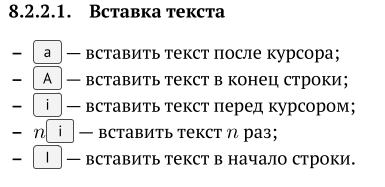 8.2.2.1. Вставка текста
– a — вставить текст после курсора;
– A — вставить текст в конец строки;
– i — вставить текст перед курсором;
– n i — вставить текст n раз;
– I — вставить текст в начало строки.